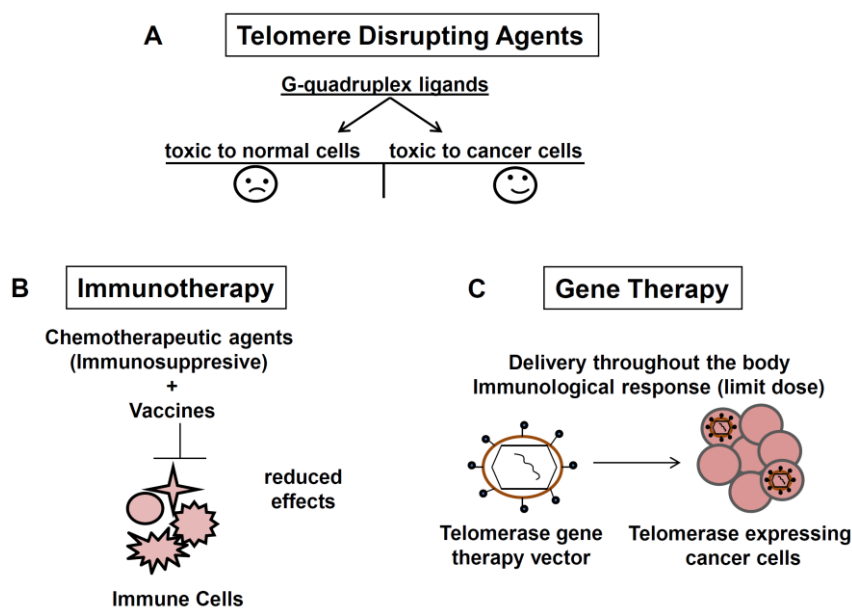 A
Telomere Disrupting Agents
G-quadruplex ligands
toxic to normal cells
toxic to cancer cells
B
Immunotherapy
Chemotherapeutic agents
(Immunosuppresive)
+
Vaccines
reduced
effects
Immune Cells
C
Gene Therapy
Delivery throughout the body
Immunological response (limit dose)
Telomerase gene
therapy vector
Telomerase expressing
cancer cells